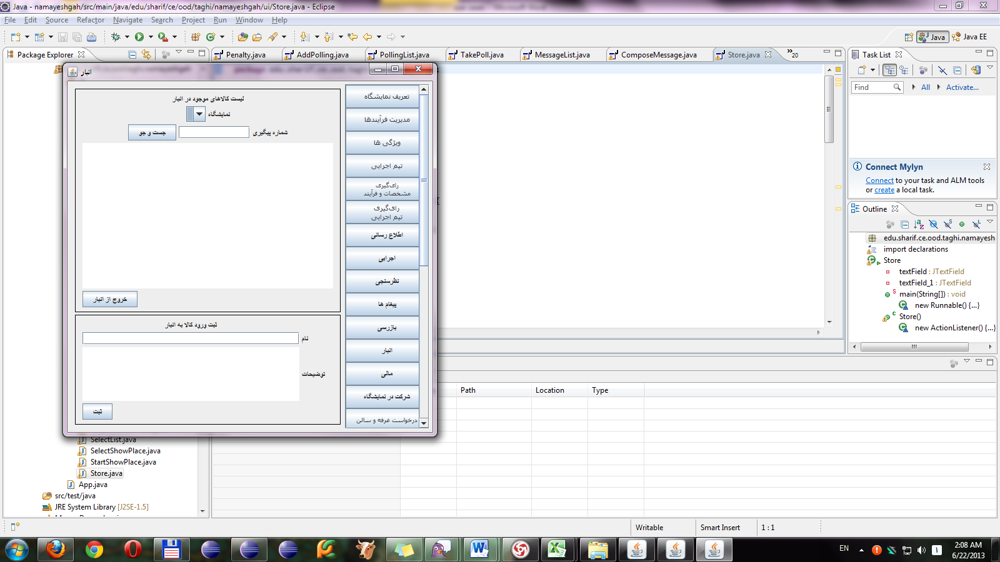 Java - namayeshgah/src/main/java/edu/sharif/ce/ood/taghi/namayeshgah/ui/Store.java - Eclipse
File Edit Source Refactor Navigate Search Project Run Window Help
Java
Java EE
Package Explorer
Penalty.java
AddPolling.java
PollingList.java
TakePoll.java
MessageList.java
ComposeMessage.java
Store.java
20
Task List
Find
All
Activate...
Connect Mylyn
Connect to your task and ALM tools
or create a local task.
Outline
edu.sharif.ce.ood.taghi.namayesh
import declarations
Store
textField : JTextField
textField_1 : JTextField
main(String[]) : void
new Runnable() {...}
Store()
new ActionListener() {...}
انبار
لیست کالاهای موجود در انبار
نمایشگاه
شماره پیگیری
جست و جو
خروج از انبار
ثبت ورود کالا به انبار
نام
توضیحات
ثبت
تعریف نمایشگاه
مدیریت فرآیندها
ویژگی ها
تیم اجرایی
رای‌گیری
مشخصات و فرآیند
رای‌گیری
تیم اجرایی
اطلاع رسانی
اجرایی
نظرسنجی
پیغام ها
بازرسی
انبار
مالی
شرکت در نمایشگاه
درخواست غرفه و سالن
SelectList.java
SelectShowPlace.java
StartShowPlace.java
Store.java
App.java
src/test/java
JRE System Library [J2SE-1.5]
Path
Location
Type
Writable
Smart Insert
1 : 1
EN
2:08 AM
6/22/2013